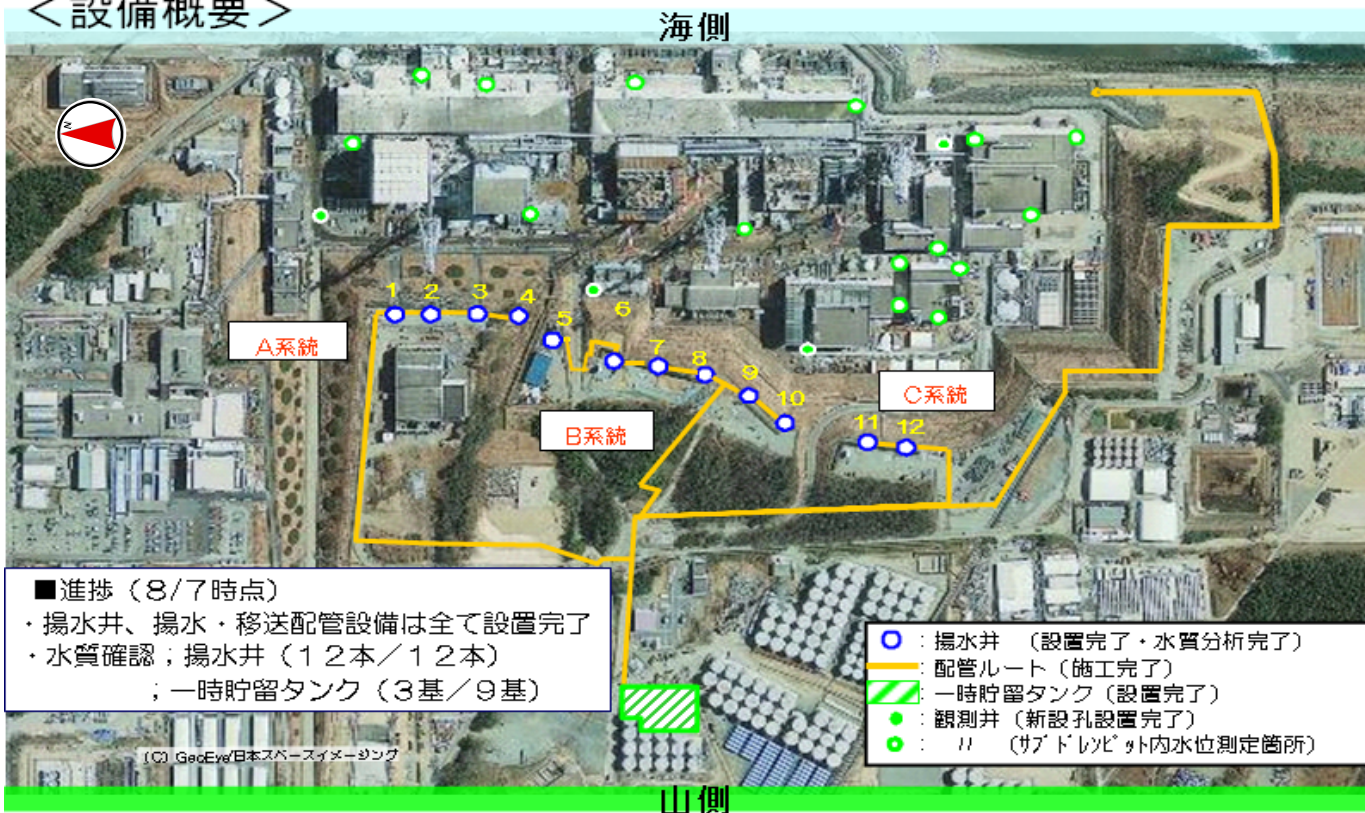 ＜設備概要＞
海側
N
1 2 3 4
5 6
7 8
9
10
11 12
A系統
B系統
C系統
■進捗（８/７時点）
・揚水井、揚水・移送配管設備は全て設置完了
・水質確認；揚水井（１２本／１２本）
；一時貯留タンク（３基／９基）
：揚水井　（設置完了・水質分析完了）
：配管ルート（施工完了）
：一時貯留タンク（設置完了）
：観測井（新設孔設置完了）
：　〃　（ｻﾌﾞﾄﾞﾚﾝﾋﾟｯﾄ内水位測定箇所）
(C) GeoEye/日本スペースイメージング
山側